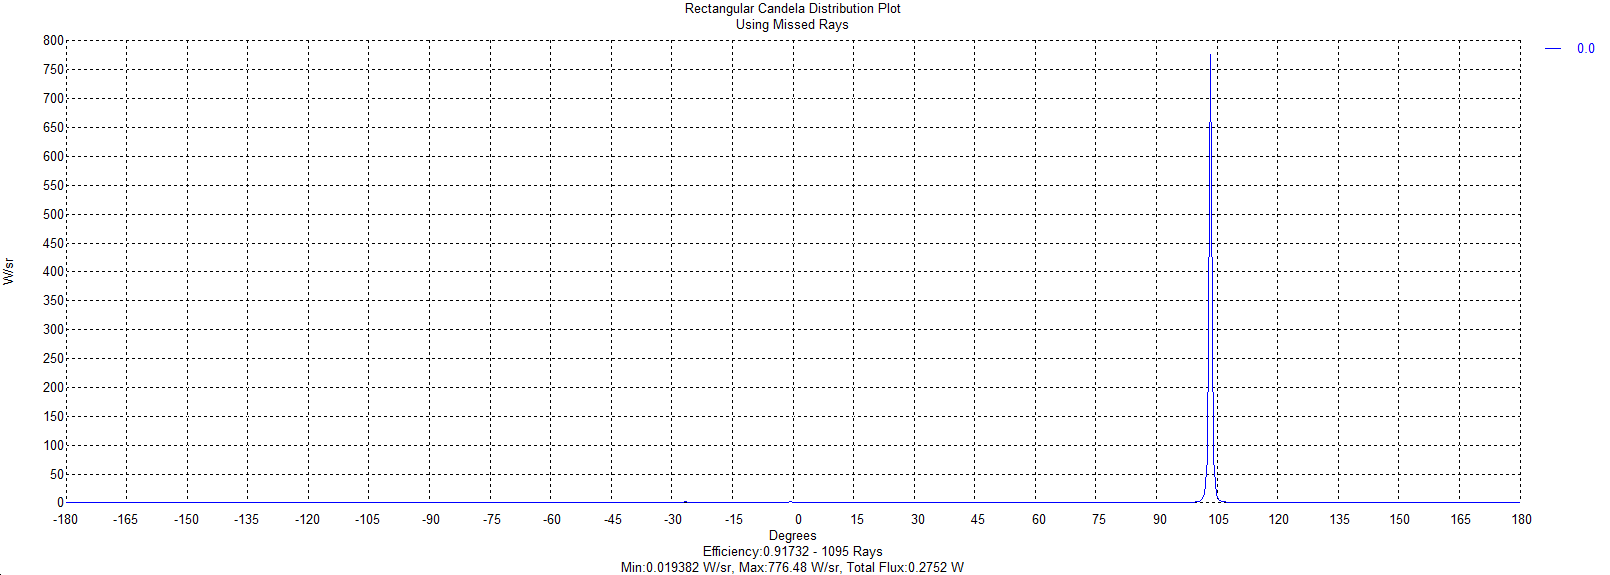 Rectangular Candela Distribution Plot
Using Missed Rays
0.0
800
750
700
650
600
550
500
450
400
350
300
250
200
150
100
50
0
W/sr
-180 -165 -150 -135 -120 -105 -90 -75 -60 -45 -30 -15 0 15 30 45 60 75 90 105 120 135 150 165 180
Degrees
Efficiency:0.91732 - 1095 Rays
Min:0.019382 W/sr, Max:776.48 W/sr, Total Flux:0.2752 W